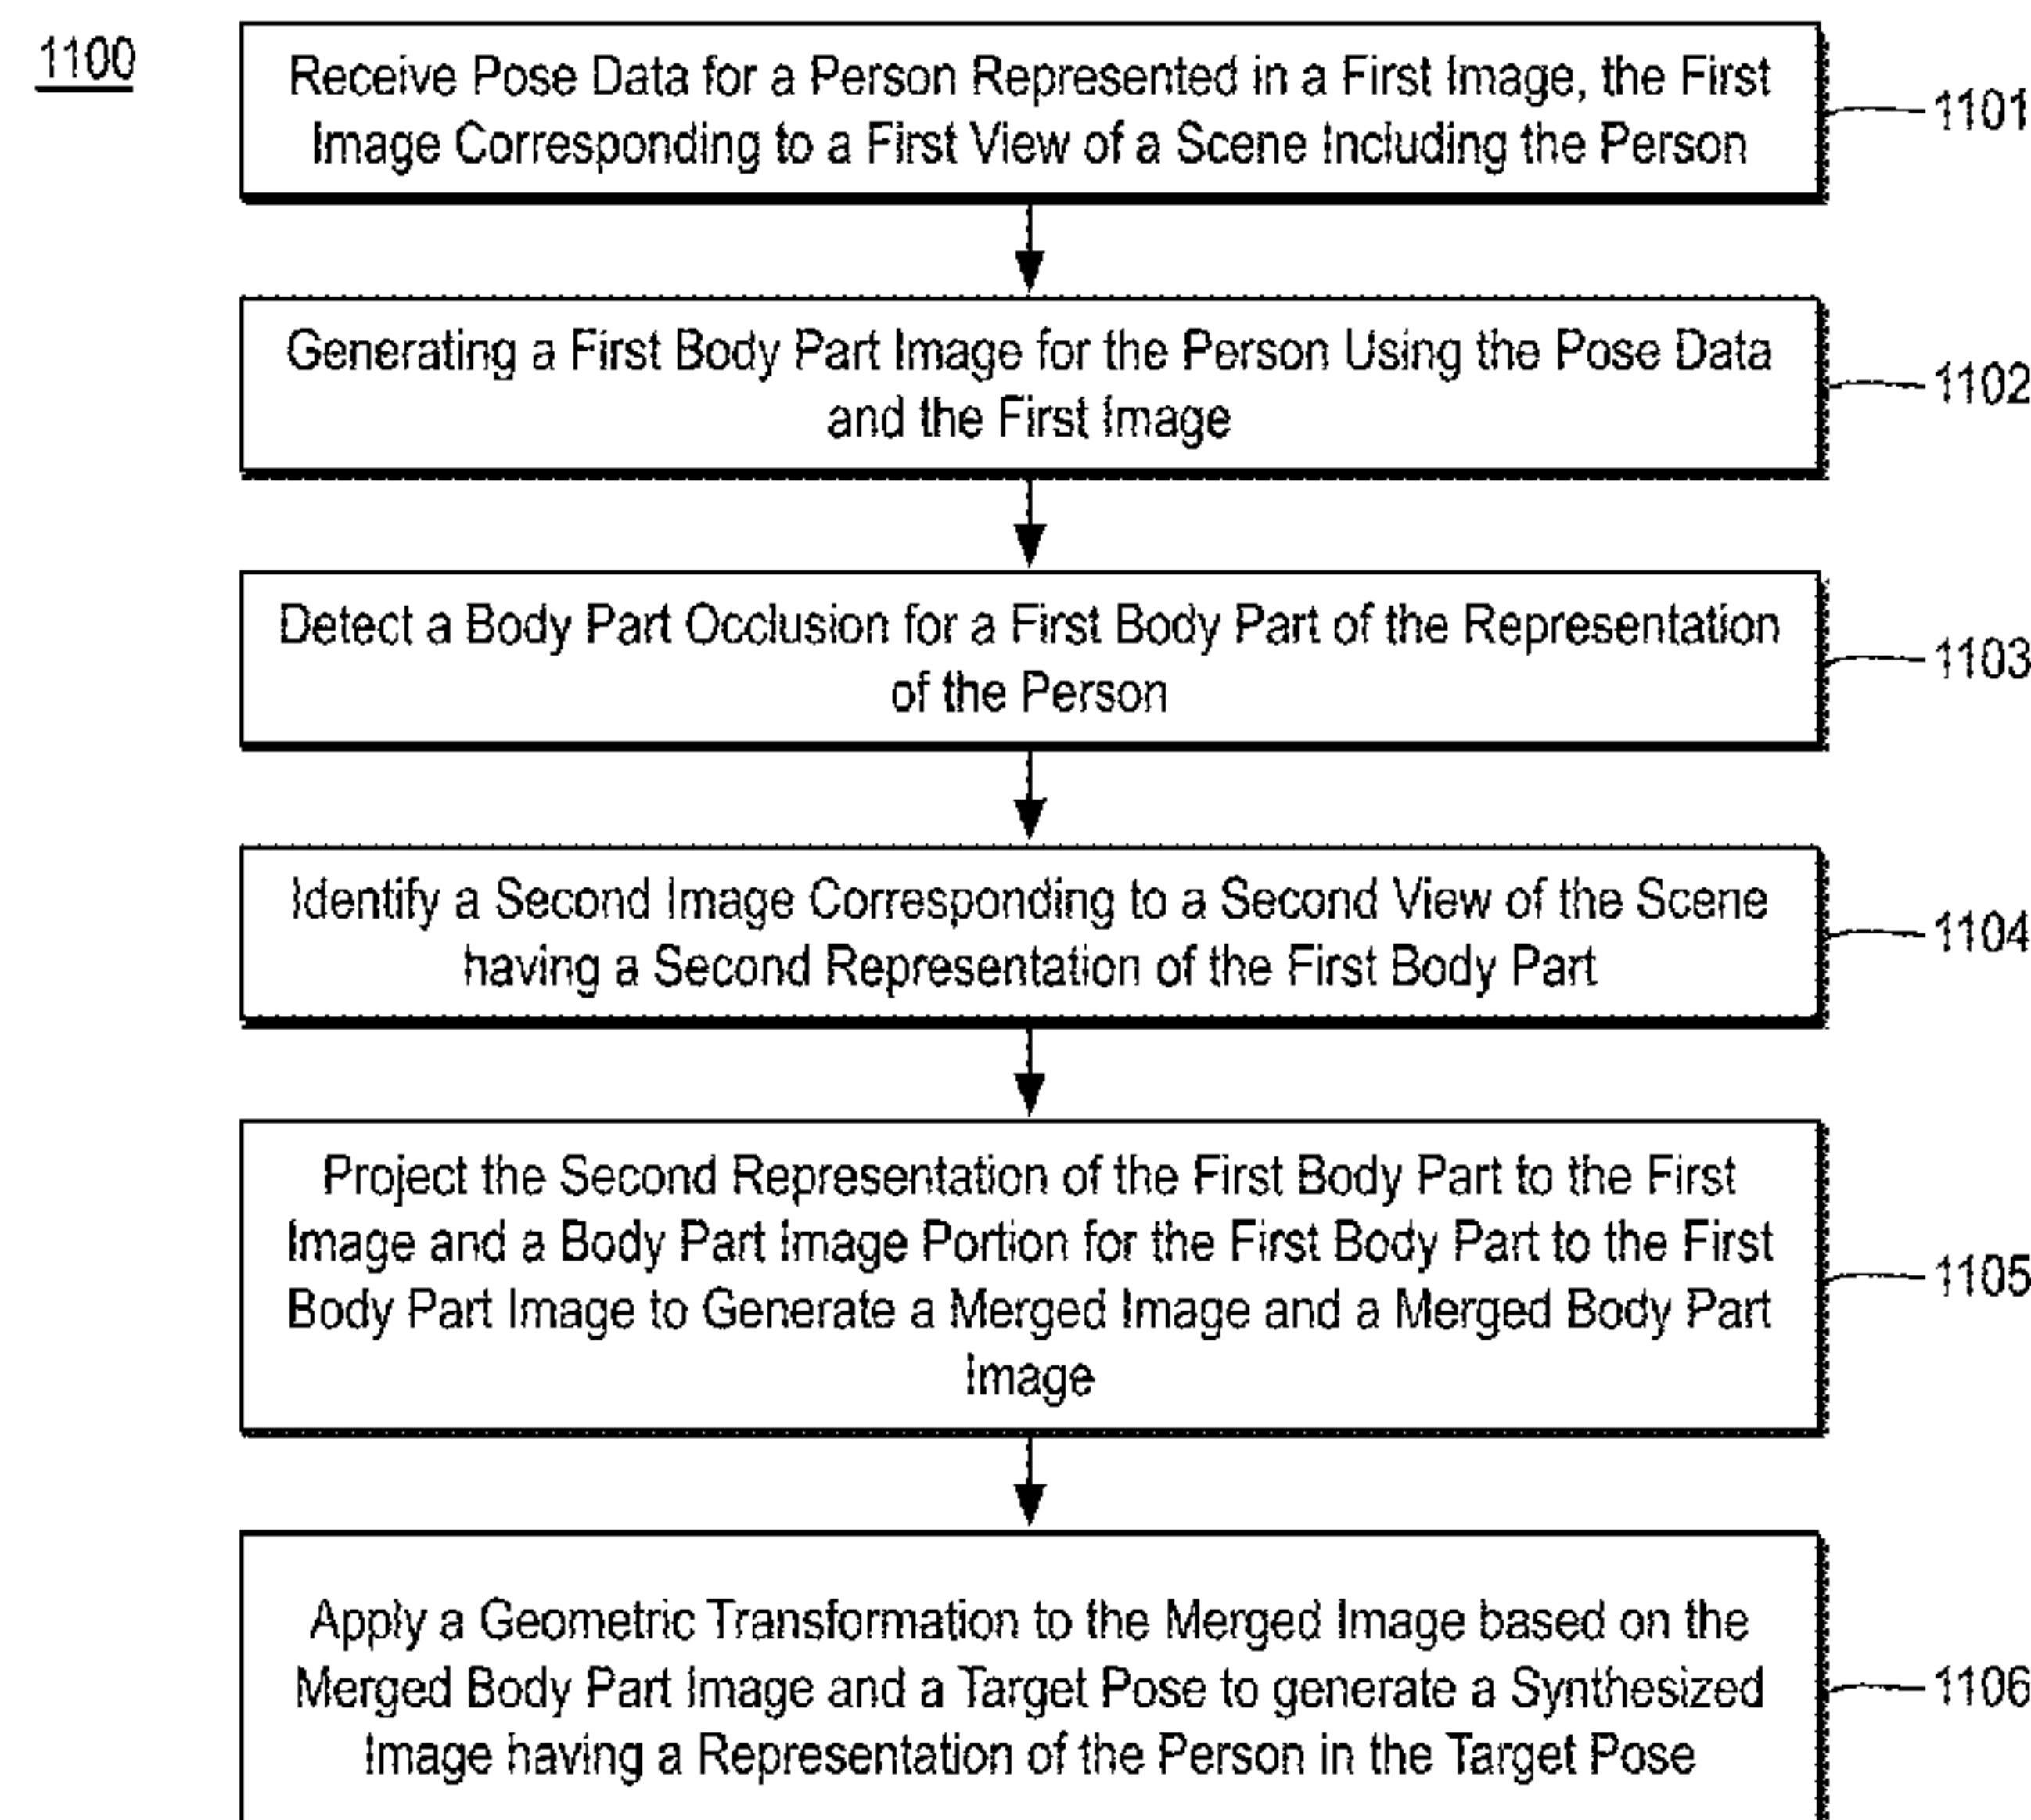 1100
Receive Pose Data for a Person Represented in a First Image, the First
Image Corresponding to a First View of a Scene Including the Person
1101
Generating a First Body Part Image for the Person Using the Pose Data
and the First Image
1102
Detect a Body Part Occlusion for a First Body Part of the Representation
of the Person
1103
Identify a Second Image Corresponding to a Second View of the Scene
having a Second Representation of the First Body Part
1104
Project the Second Representation of the First Body Part to the First
Image and a Body Part Image Portion for the First Body Part to the First
Body Part Image to Generate a Merged Image and a Merged Body Part
Image
1105
Apply a Geometric Transformation to the Merged Image based on the
Merged Body Part Image and a Target Pose to generate a Synthesized
Image having a Representation of the Person in the Target Pose
1106